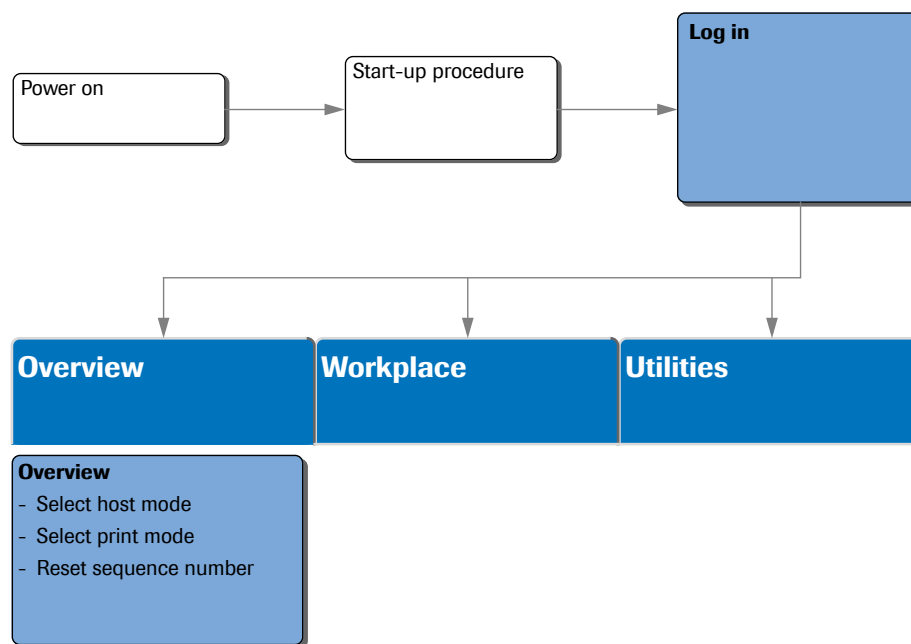 Power on
Start-up procedure
Log in
Overview
Workplace
Utilities
Overview
- Select host mode
- Select print mode
- Reset sequence number